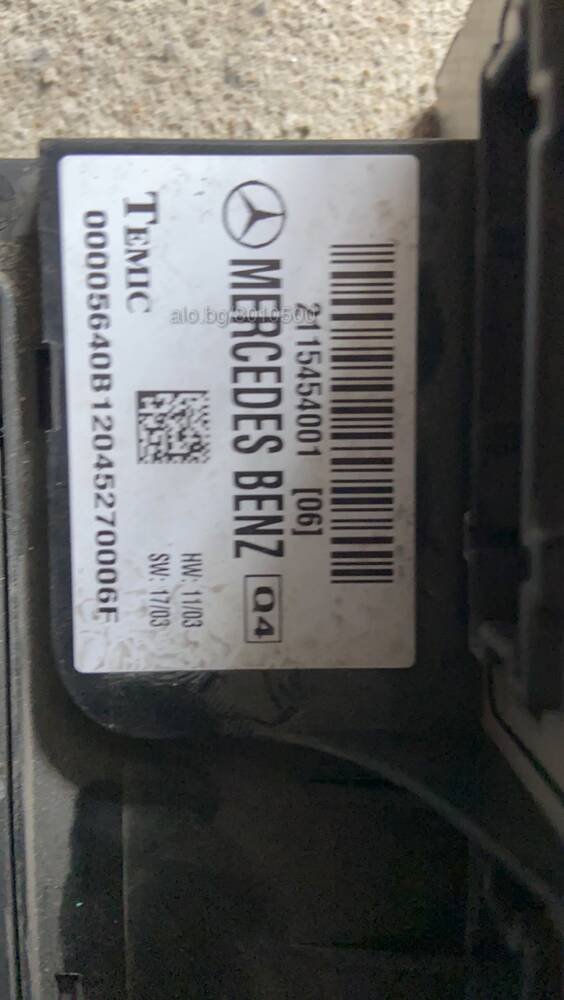 2115454001 [06]
MERCEDES BENZ Q4
HW: 11/03
SW: 17/03
TEMIC
00005640B12045270006F
alo.bg/8010500